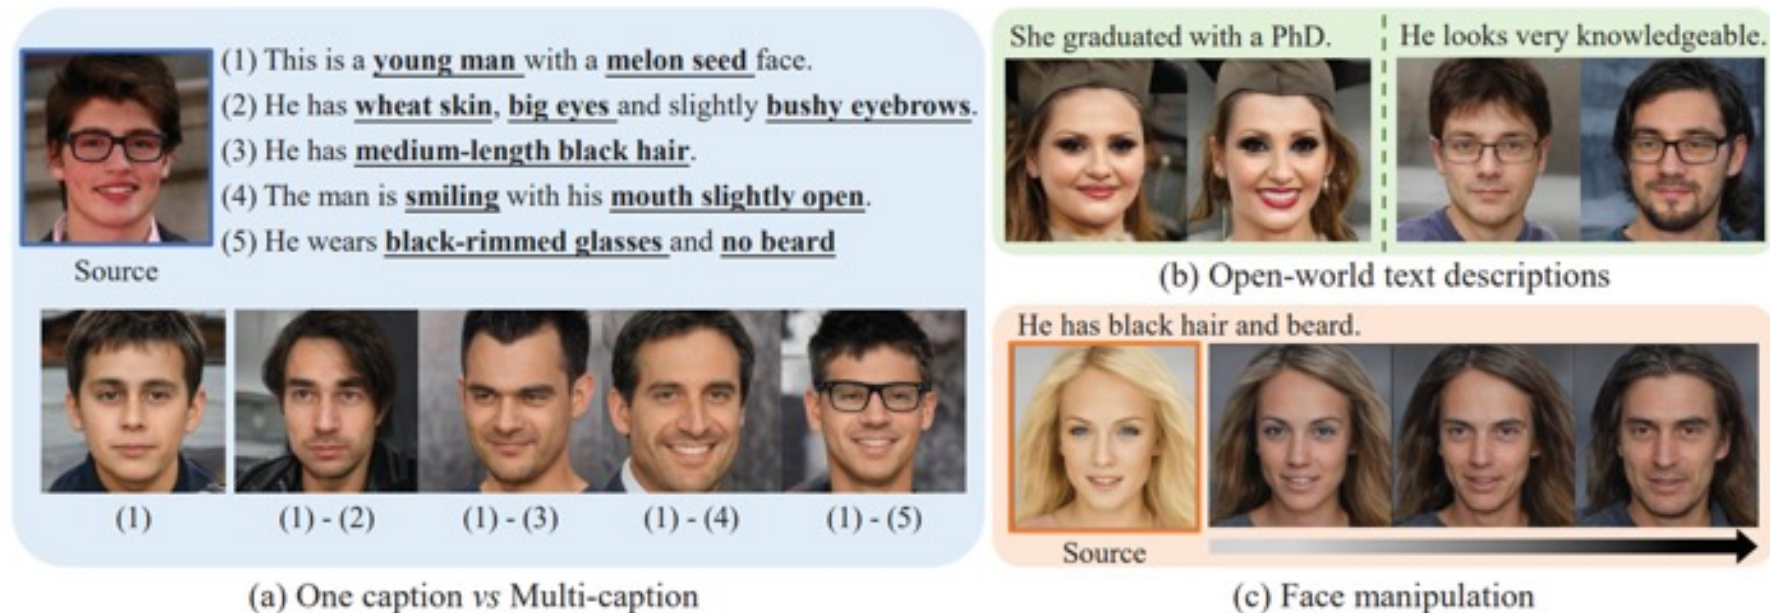 (1) This is a young man with a melon seed face.
(2) He has wheat skin, big eyes and slightly bushy eyebrows.
(3) He has medium-length black hair.
(4) The man is smiling with his mouth slightly open.
(5) He wears black-rimmed glasses and no beard
Source
(1)
(1) - (2)
(1) - (3)
(1) - (4)
(1) - (5)
(a) One caption vs Multi-caption
She graduated with a PhD.
He looks very knowledgeable.
(b) Open-world text descriptions
He has black hair and beard.
Source
(c) Face manipulation